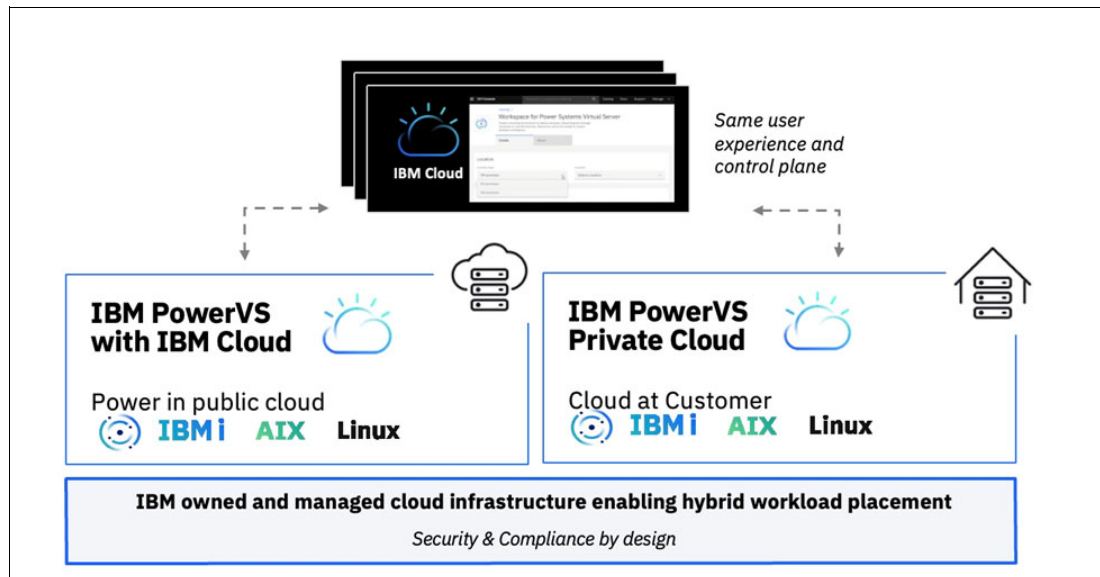 Workspace for Power Systems Virtual Server
IBM Cloud
Same user
experience and
control plane
IBM PowerVS
with IBM Cloud
Power in public cloud
IBM i AIX Linux
IBM PowerVS
Private Cloud
Cloud at Customer
IBM i AIX Linux
IBM owned and managed cloud infrastructure enabling hybrid workload placement
Security & Compliance by design